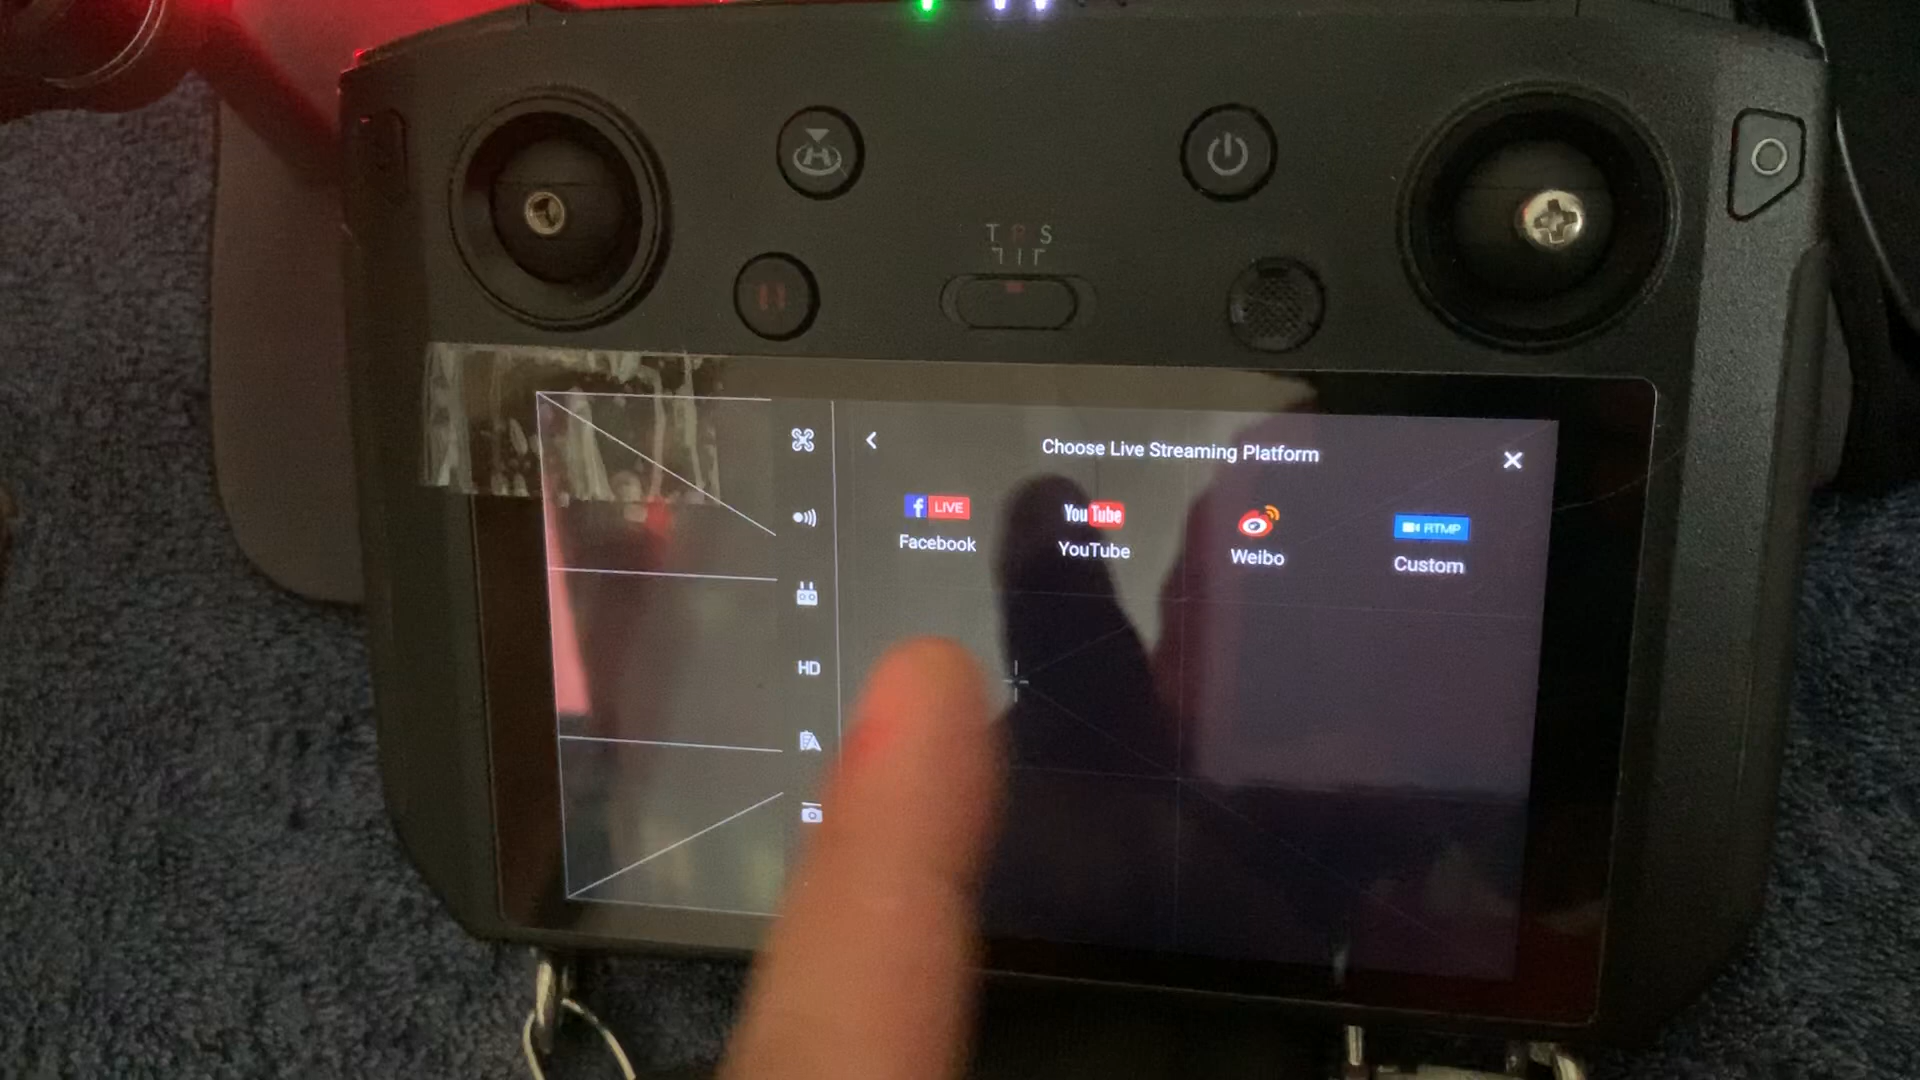 T P S
Choose Live Streaming Platform
f LIVE
Facebook
YouTube
YouTube
Weibo
RTMP
Custom
HD